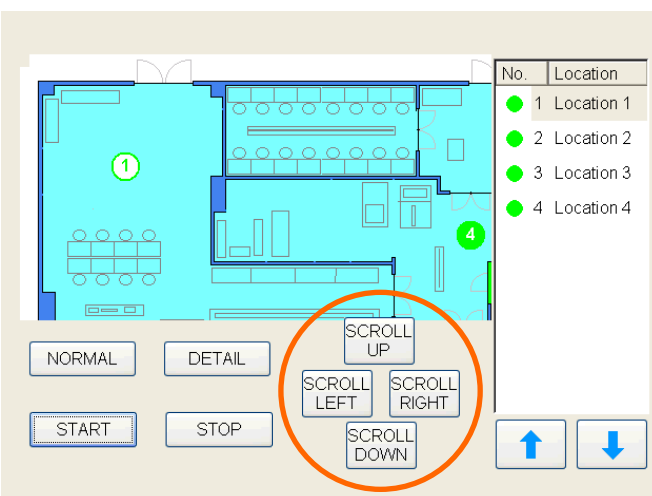 No. Location
1 Location 1
2 Location 2
3 Location 3
4 Location 4
1
4
NORMAL
DETAIL
START
STOP
SCROLL
UP
SCROLL
LEFT
SCROLL
RIGHT
SCROLL
DOWN